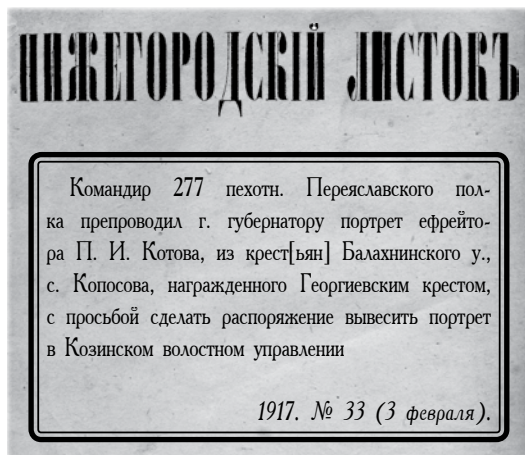 НИЖЕГОРОДСКІЙ ЛИСТОКЪ
Командир 277 пехотн. Переяславского пол-
ка препроводил г. губернатору портрет ефрейто-
ра П. И. Котова, из крест[ьян] Балахнинского у.,
с. Копосова, награжденного Георгиевским крестом,
с просьбой сделать распоряжение вывесить портрет
в Козинском волостном управлении
1917. № 33 (3 февраля).